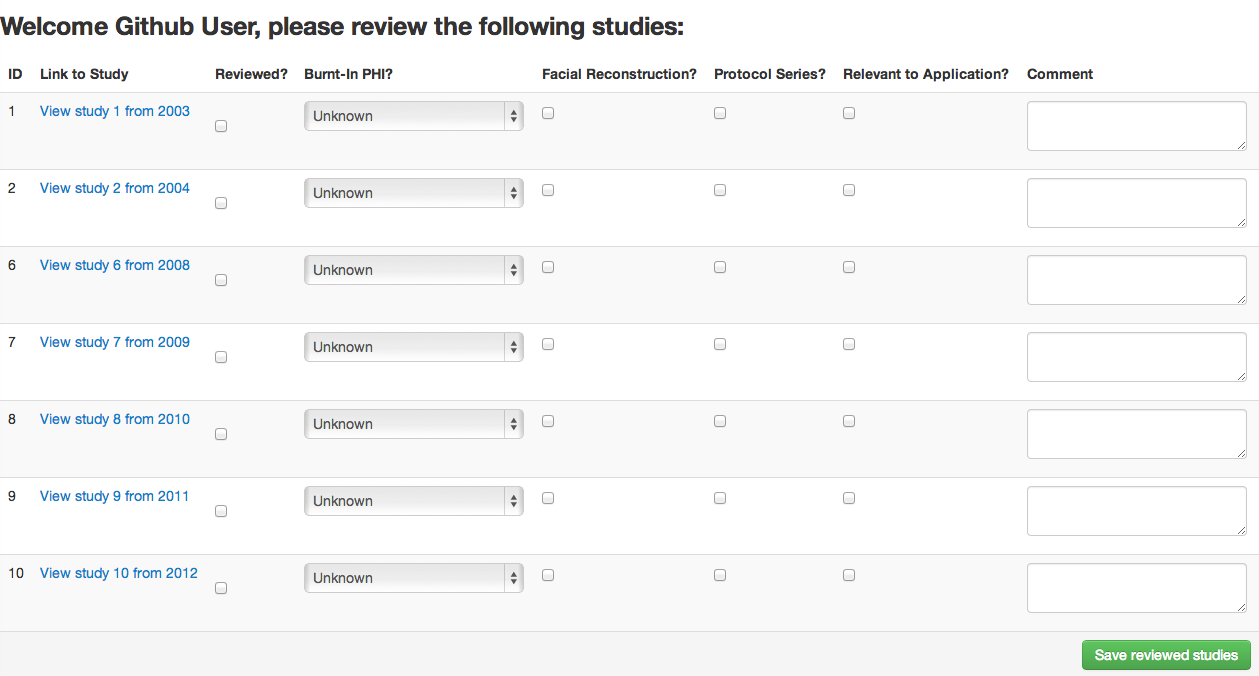 Welcome Github User, please review the following studies:
ID Link to Study Reviewed? Burnt-In PHI? Facial Reconstruction? Protocol Series? Relevant to Application? Comment
1 View study 1 from 2003 Unknown
2 View study 2 from 2004 Unknown
6 View study 6 from 2008 Unknown
7 View study 7 from 2009 Unknown
8 View study 8 from 2010 Unknown
9 View study 9 from 2011 Unknown
10 View study 10 from 2012 Unknown
Save reviewed studies